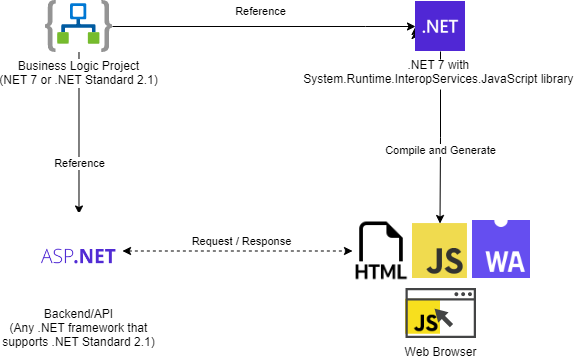 Reference
.NET
Business Logic Project
(NET 7 or .NET Standard 2.1)
.NET 7 with
System.Runtime.InteropServices.JavaScript library
Reference
Compile and Generate
ASP.NET
Request / Response
HTML
JS
WA
Backend/API
(Any .NET framework that
supports .NET Standard 2.1)
JS
Web Browser